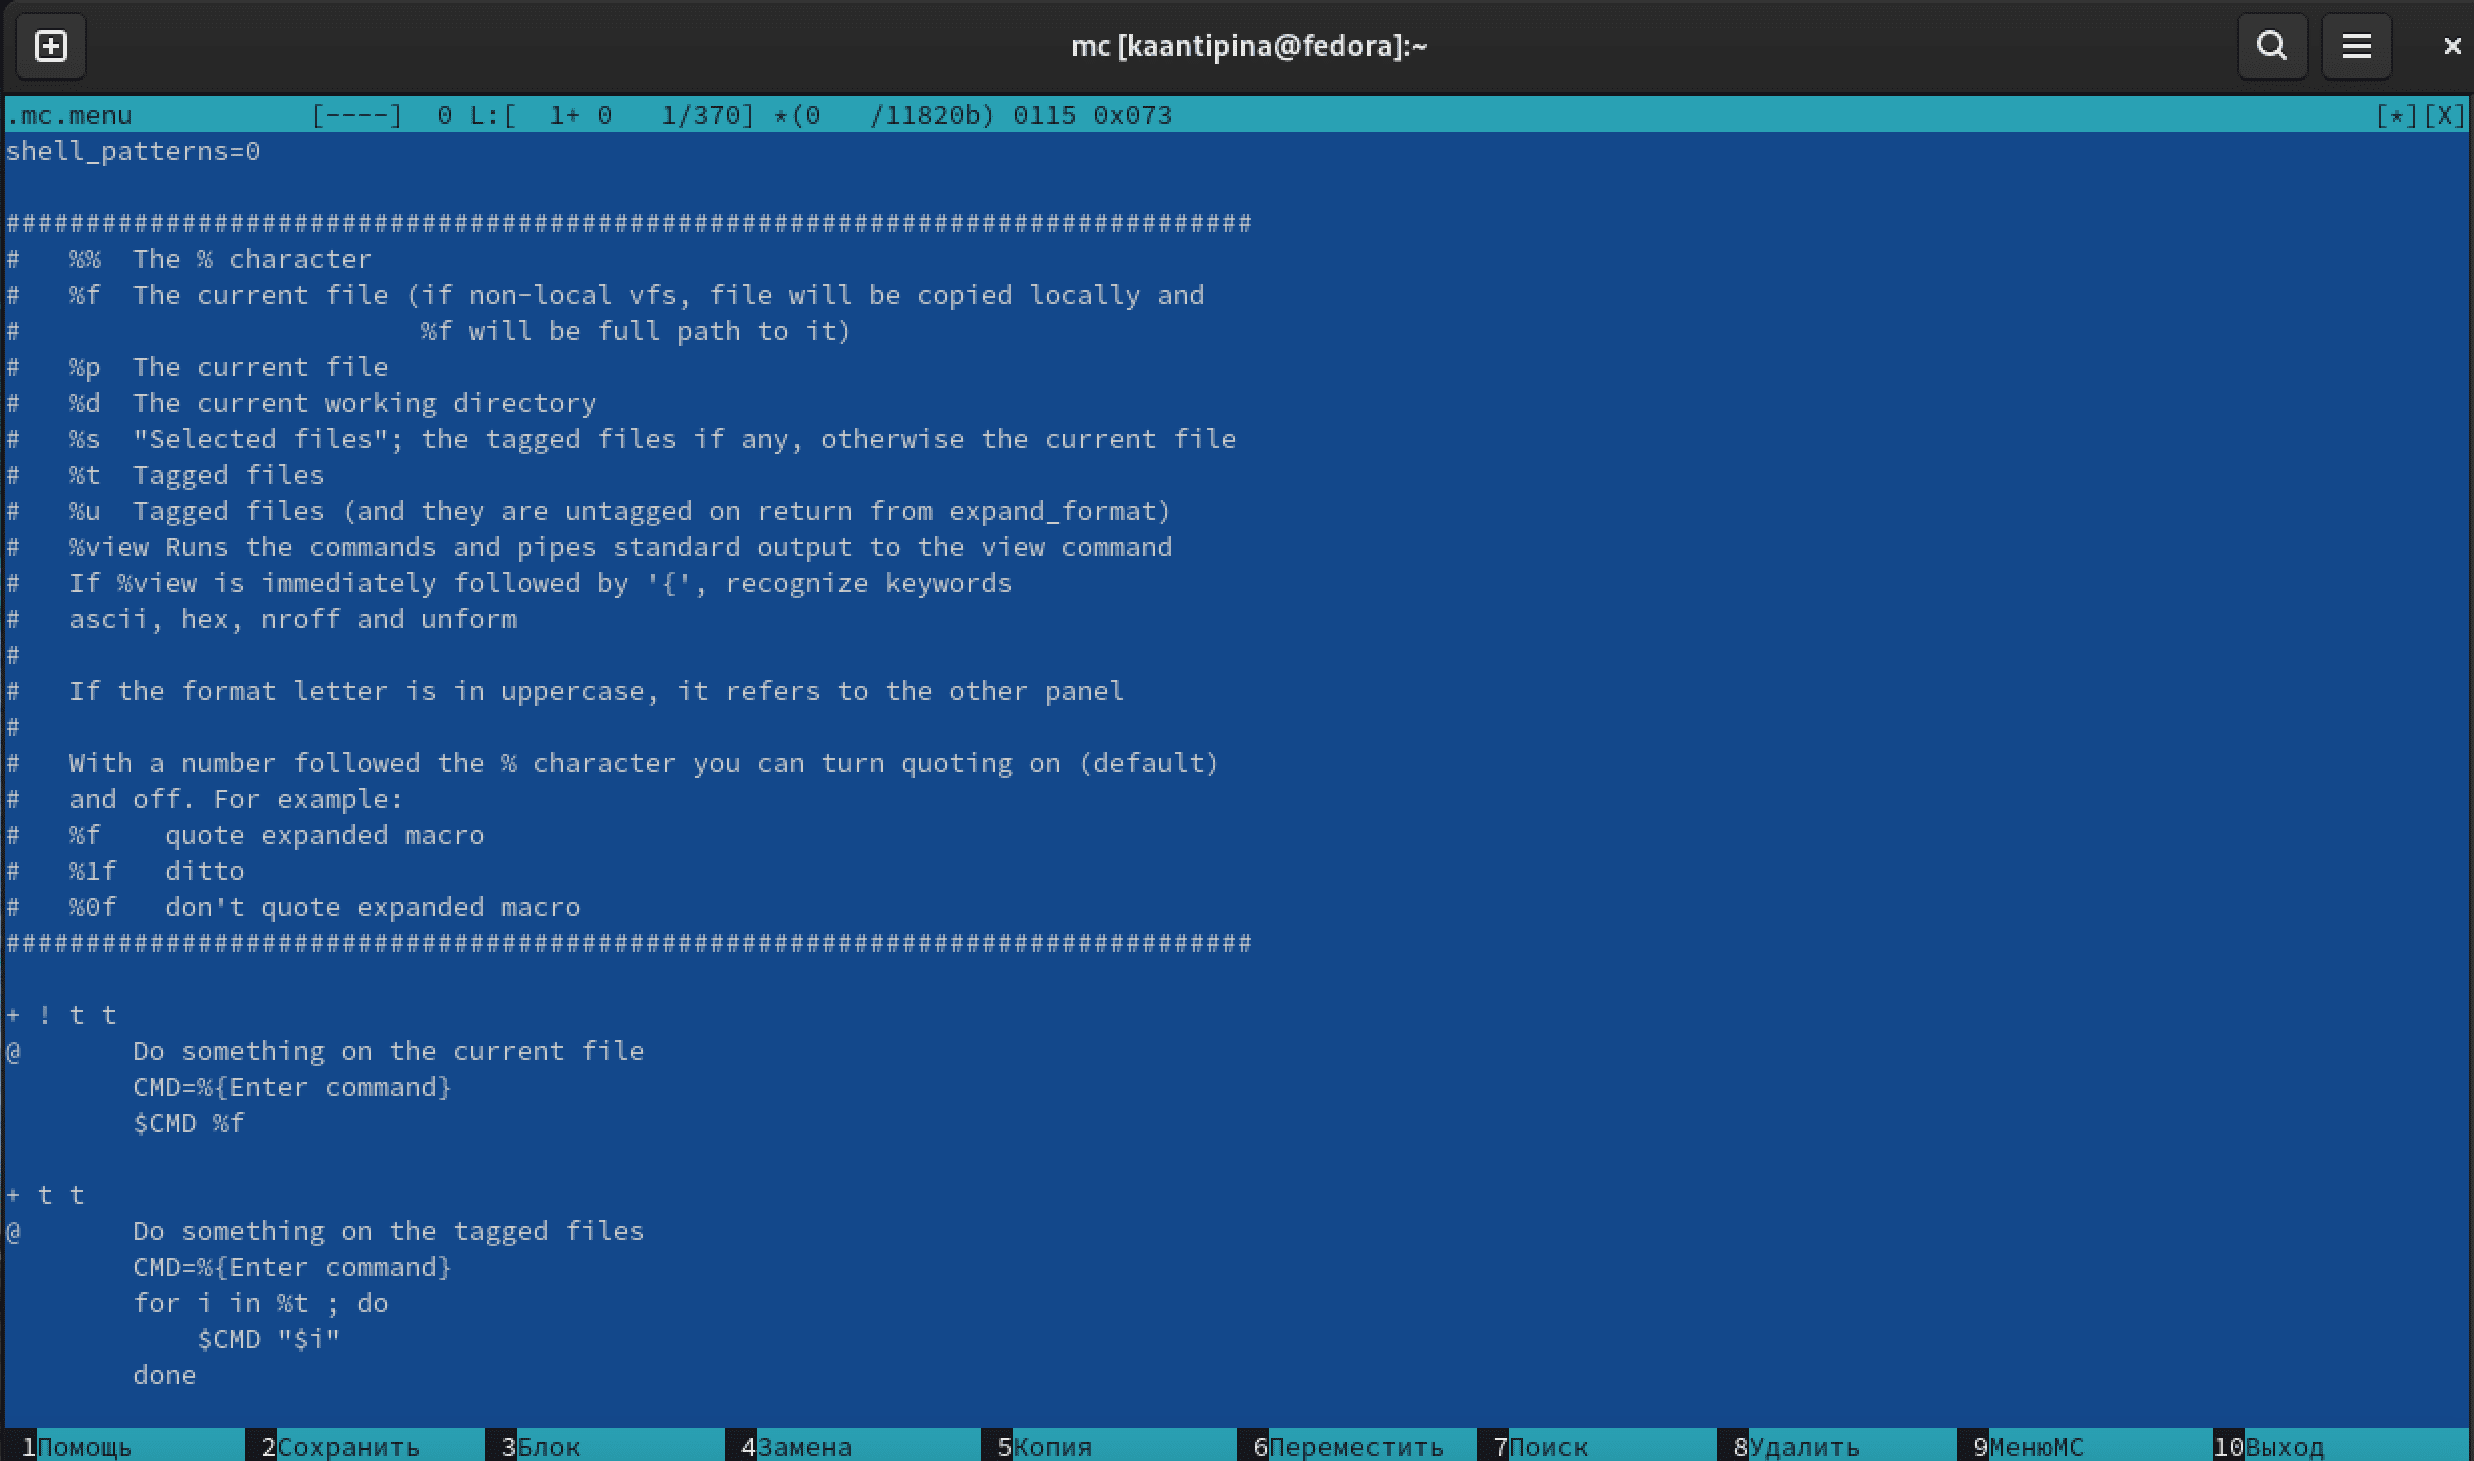 mc [kaantipina@fedora]:~
.mc.menu [----] 0 L:[ 1+ 0 1/370] *(0 /11820b) 0115 0x073 [*][X]
shell_patterns=0
##############################################################################
# %% The % character
# %f The current file (if non-local vfs, file will be copied locally and
# %f will be full path to it)
# %p The current file
# %d The current working directory
# %s "Selected files"; the tagged files if any, otherwise the current file
# %t Tagged files
# %u Tagged files (and they are untagged on return from expand_format)
# %view Runs the commands and pipes standard output to the view command
# If %view is immediately followed by '{', recognize keywords
# ascii, hex, nroff and unform
#
# If the format letter is in uppercase, it refers to the other panel
#
# With a number followed the % character you can turn quoting on (default)
# and off. For example:
# %f quote expanded macro
# %1f ditto
# %0f don't quote expanded macro
##############################################################################
+ ! t t
@ Do something on the current file
CMD=%{Enter command}
$CMD %f
+ t t
@ Do something on the tagged files
CMD=%{Enter command}
for i in %t ; do
$CMD "$i"
done
1Помощь 2Сохранить 3Блок 4Замена 5Копия 6Переместить 7Поиск 8Удалить 9МенюMC 10Выход